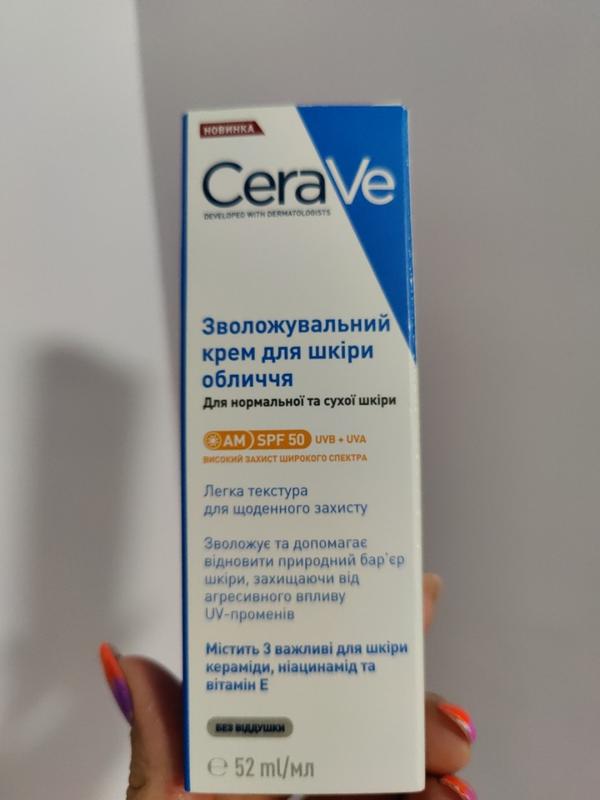 НОВИНКА
CeraVe
DEVELOPED WITH DERMATOLOGISTS
Зволожувальний
крем для шкіри
обличчя
Для нормальної та сухої шкіри
AM SPF 50 UVB + UVA
ВИСОКИЙ ЗАХИСТ ШИРОКОГО СПЕКТРА
Легка текстура
для щоденного захисту
Зволожує та допомагає
відновити природний бар'єр
шкіри, захищаючи від
агресивного впливу
UV-променів
Містить 3 важливі для шкіри
кераміди, ніацинамід та
вітамін Е
БЕЗ ВІДДУШКИ
℮ 52 ml/мл